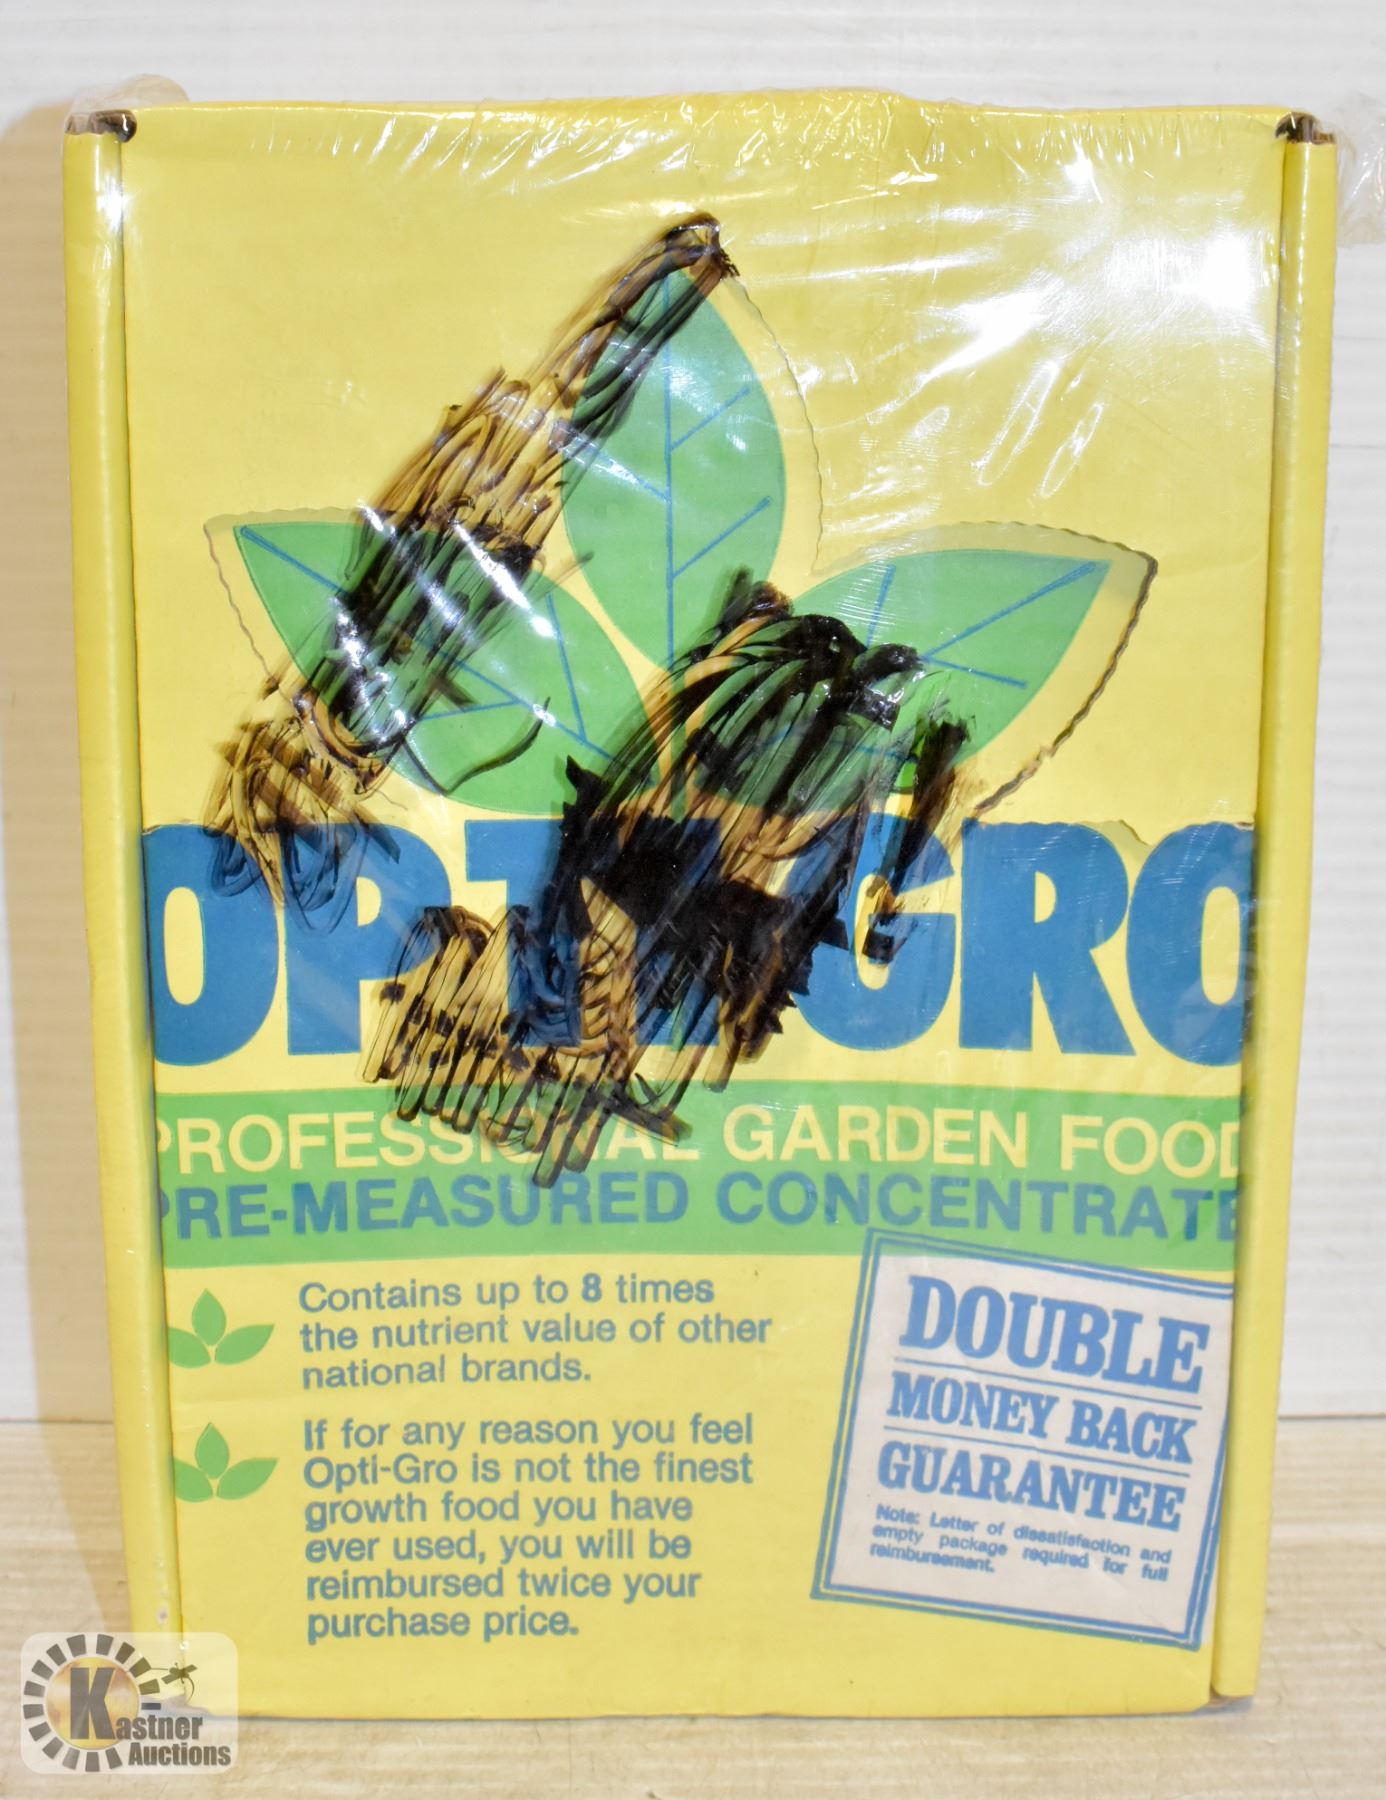 OPTI-GRO
PROFESSIONAL GARDEN FOOD
PRE-MEASURED CONCENTRATE
Contains up to 8 times
the nutrient value of other
national brands.
If for any reason you feel
Opti-Gro is not the finest
growth food you have
ever used, you will be
reimbursed twice your
purchase price.
DOUBLE
MONEY BACK
GUARANTEE
Note: Letter of dissatisfaction and
empty package required for full
reimbursement.
Kastner
Auctions